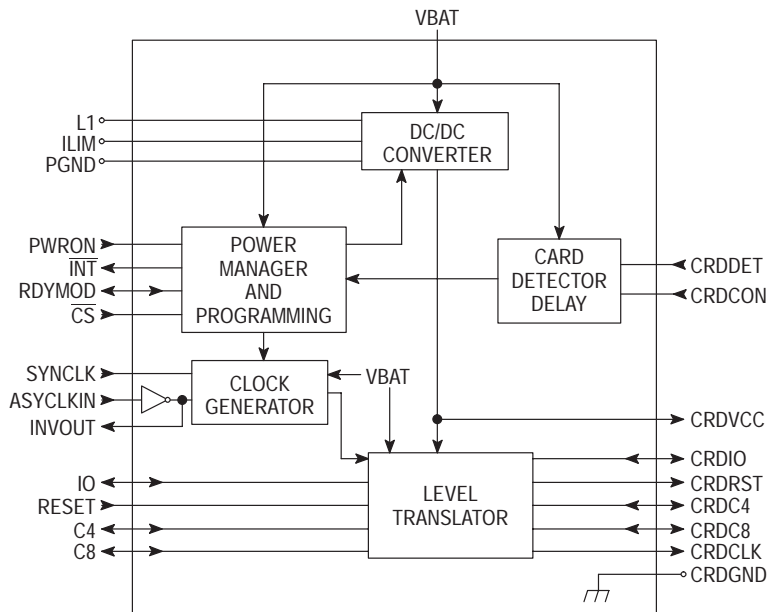 VBAT
L1
ILIM
PGND
DC/DC
CONVERTER
PWRON
INT
RDYMOD
CS
POWER
MANAGER
AND
PROGRAMMING
CARD
DETECTOR
DELAY
CRDDET
CRDCON
SYNCLK
ASYCLKIN
INVOUT
CLOCK
GENERATOR
VBAT
CRDVCC
IO
RESET
C4
C8
LEVEL
TRANSLATOR
CRDIO
CRDRST
CRDC4
CRDC8
CRDCLK
CRDGND